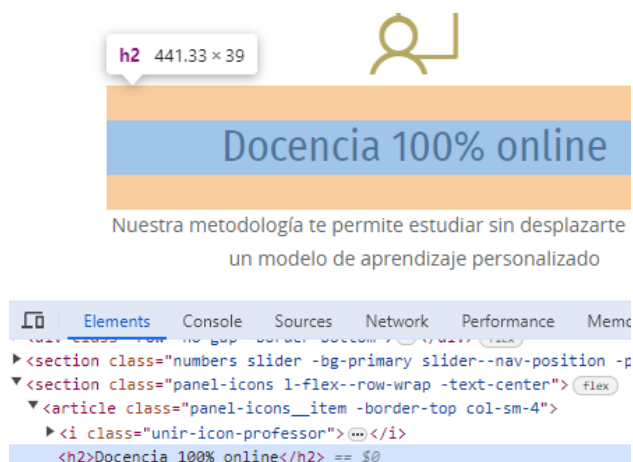 h2 441.33 × 39
Docencia 100% online
Nuestra metodología te permite estudiar sin desplazarte
un modelo de aprendizaje personalizado
Elements Console Sources Network Performance Memo
<section class="numbers slider -bg-primary slider--nav-position -p
<section class="panel-icons l-flex--row-wrap -text-center"> flex
<article class="panel-icons__item -border-top col-sm-4">
<i class="unir-icon-professor">…</i>
<h2>Docencia 100% online</h2> == $0